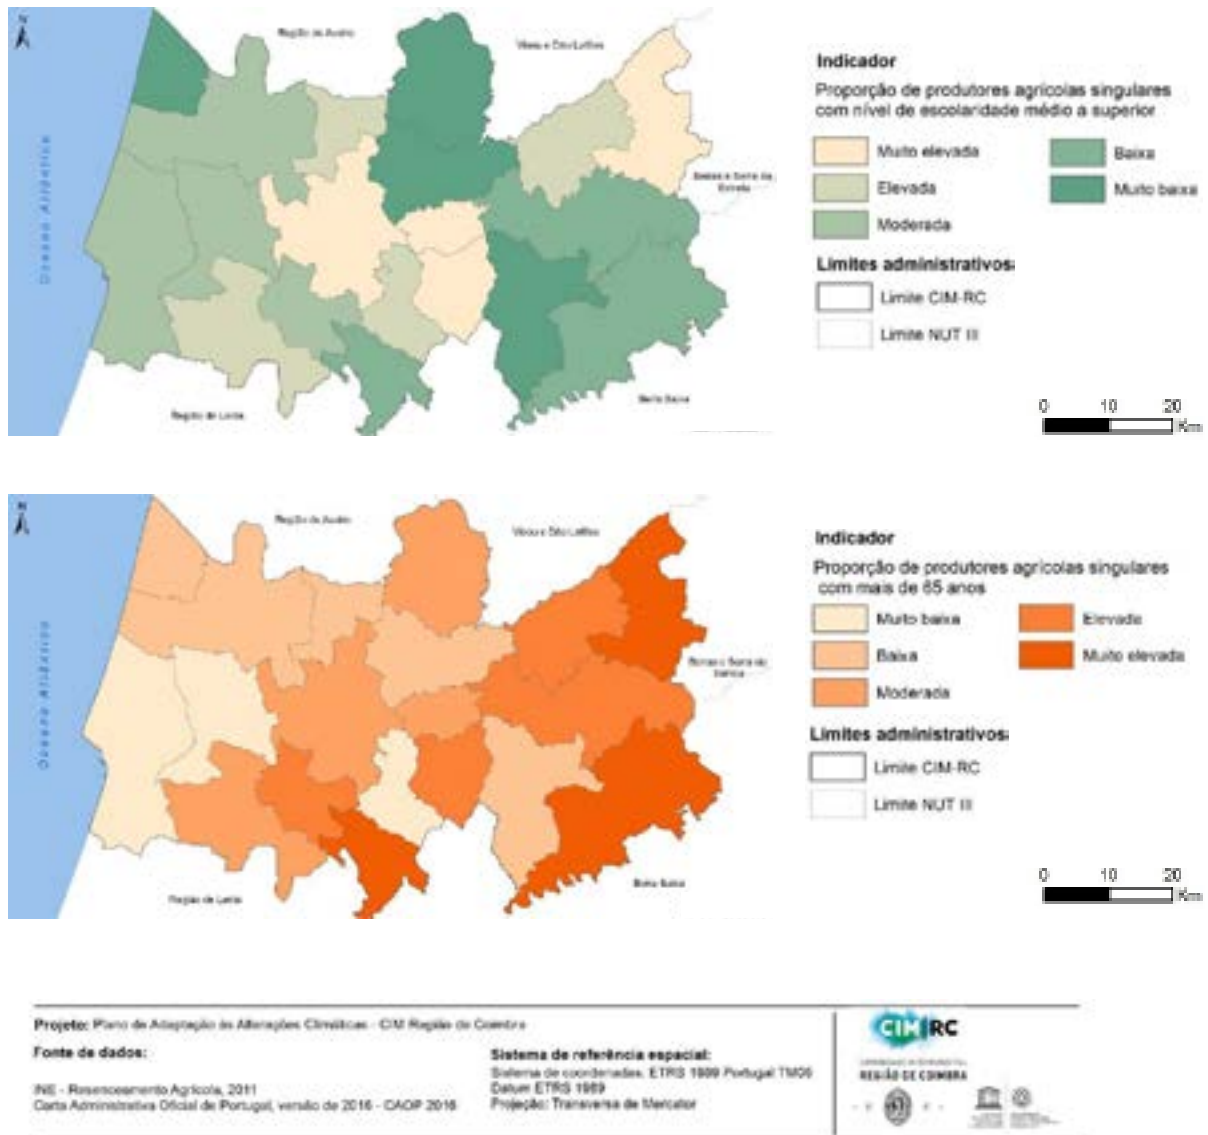 N
Região de Aveiro
Viseu e Dão Lafões
Oceano Atlântico
Beiras e Serra da
Estrela
Região de Leiria
Beira Baixa
Indicador
Proporção de produtores agrícolas singulares
com nível de escolaridade médio a superior
Muito elevada
Baixa
Elevada
Muito baixa
Moderada
Limites administrativos:
Limite CIM-RC
Limite NUT III
0 10 20
Km
N
Região de Aveiro
Viseu e Dão Lafões
Oceano Atlântico
Beiras e Serra da
Estrela
Região de Leiria
Beira Baixa
Indicador
Proporção de produtores agrícolas singulares
com mais de 65 anos
Muito baixa
Elevada
Baixa
Muito elevada
Moderada
Limites administrativos:
Limite CIM-RC
Limite NUT III
0 10 20
Km
Projeto: Plano de Adaptação às Alterações Climáticas - CIM Região de Coimbra
Fonte de dados:
INE - Resenceamento Agrícola, 2011
Carta Administrativa Oficial de Portugal, versão de 2016 - CAOP 2016
Sistema de referência espacial:
Sistema de coordenadas: ETRS 1989 Portugal TM06
Datum ETRS 1989
Projeção: Transversa de Mercator
CIM RC
REGIÃO DE COIMBRA